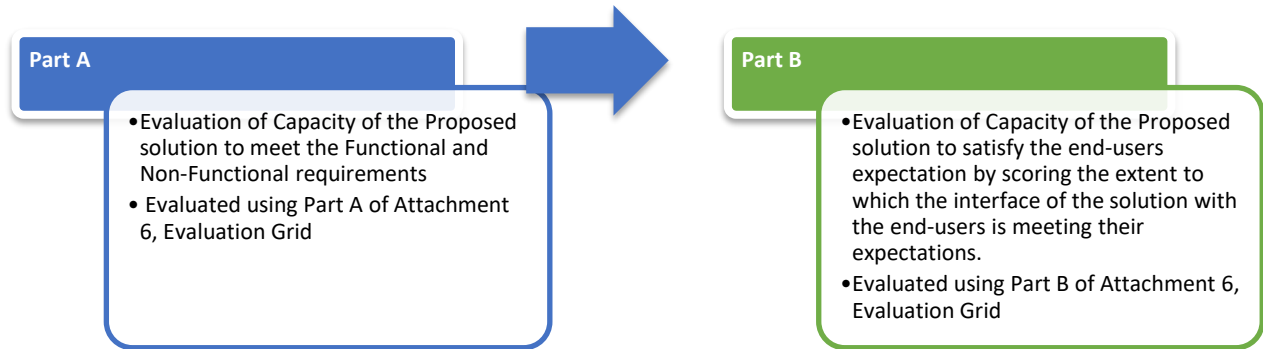 Part A
•Evaluation of Capacity of the Proposed
solution to meet the Functional and
Non-Functional requirements
• Evaluated using Part A of Attachment
6, Evaluation Grid
Part B
•Evaluation of Capacity of the Proposed
solution to satisfy the end-users
expectation by scoring the extent to
which the interface of the solution with
the end-users is meeting their
expectations.
•Evaluated using Part B of Attachment 6,
Evaluation Grid